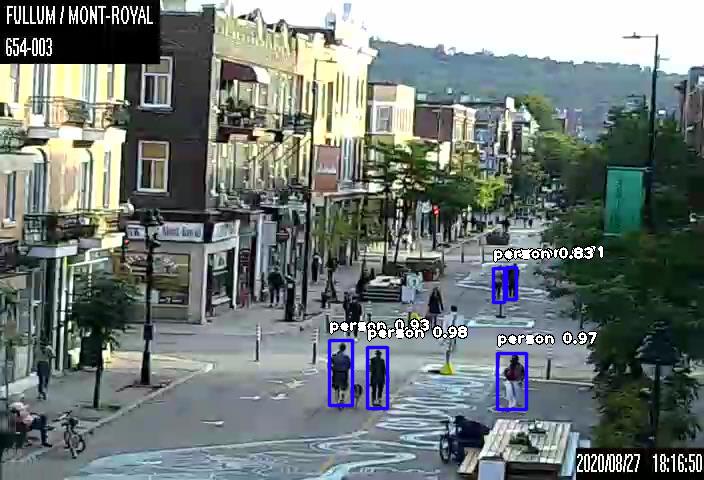 FULLUM / MONT-ROYAL
654-003
person 0.83
person 0.93
person 0.98
person 0.97
2020/08/27 18:16:50